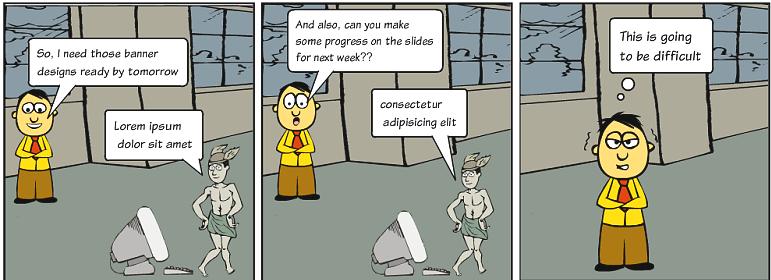 So, I need those banner
designs ready by tomorrow
Lorem ipsum
dolor sit amet
And also, can you make
some progress on the slides
for next week??
consectetur
adipisicing elit
This is going
to be difficult